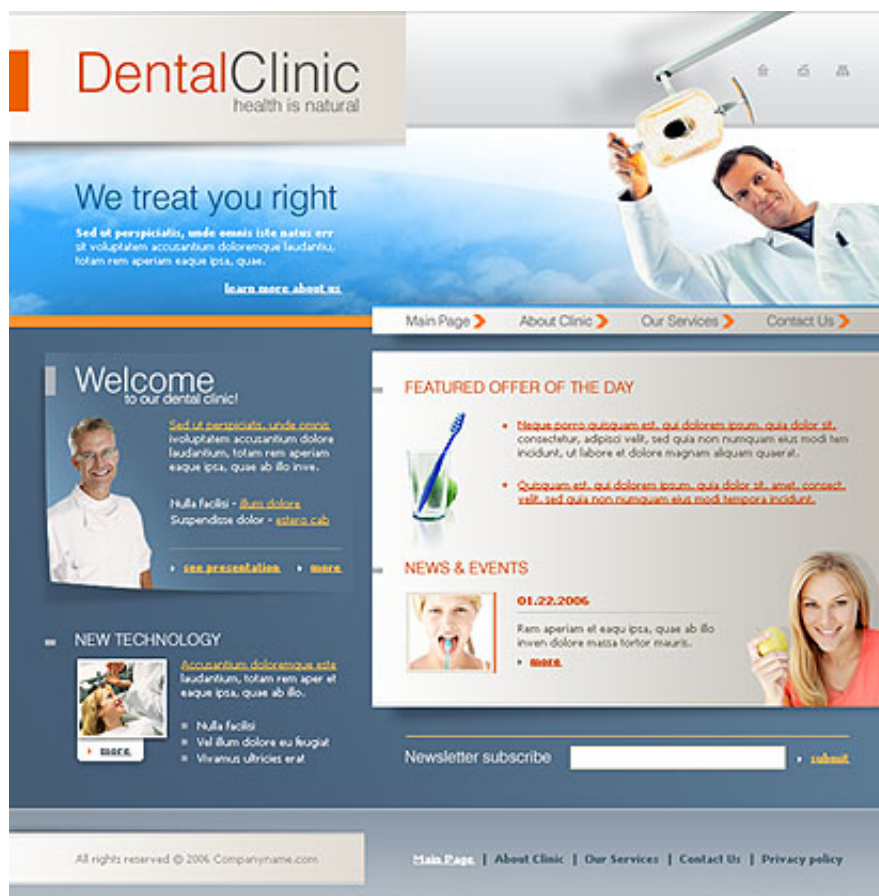 DentalClinic
health is natural
We treat you right
Sed ut perspiciatis, unde omnis iste natus err
sit voluptatem accusantium doloremque laudantiu,
totam rem aperiam eaque ipsa, quae.
learn more about us
Main Page
About Clinic
Our Services
Contact Us
Welcome
to our dental clinic!
Sed ut perspiciatis, unde omnis
ivoluptatem accusantium dolore
laudantium, totam rem aperiam
eaque ipsa, quae ab illo inve.
Nulla facilisi - illum dolore
Suspendisse dolor - estero cab
see presentation
more
NEW TECHNOLOGY
Accusantium doloremque este
laudantium, totam rem aper et
eaque ipsa, quae ab illo.
Nulla facilisi
Vel illum dolore eu feugiat
Vivamus ultricies erat
more
FEATURED OFFER OF THE DAY
Neque porro quisquam est, qui dolorem ipsum, quia dolor sit,
consectetur, adipisci velit, sed quia non numquam eius modi tem
incidunt, ut labore et dolore magnam aliquam quaerat.
Quisquam est, qui dolorem ipsum, quia dolor sit, amet, consect,
velit, sed quia non numquam eius modi tempora incidunt.
NEWS & EVENTS
01.22.2006
Rem aperiam et eaqu ipsa, quae ab illo
inven dolore massa tortor mauris.
more
Newsletter subscribe
submit
All rights reserved © 2006 Companyname.com
Main Page | About Clinic | Our Services | Contact Us | Privacy policy